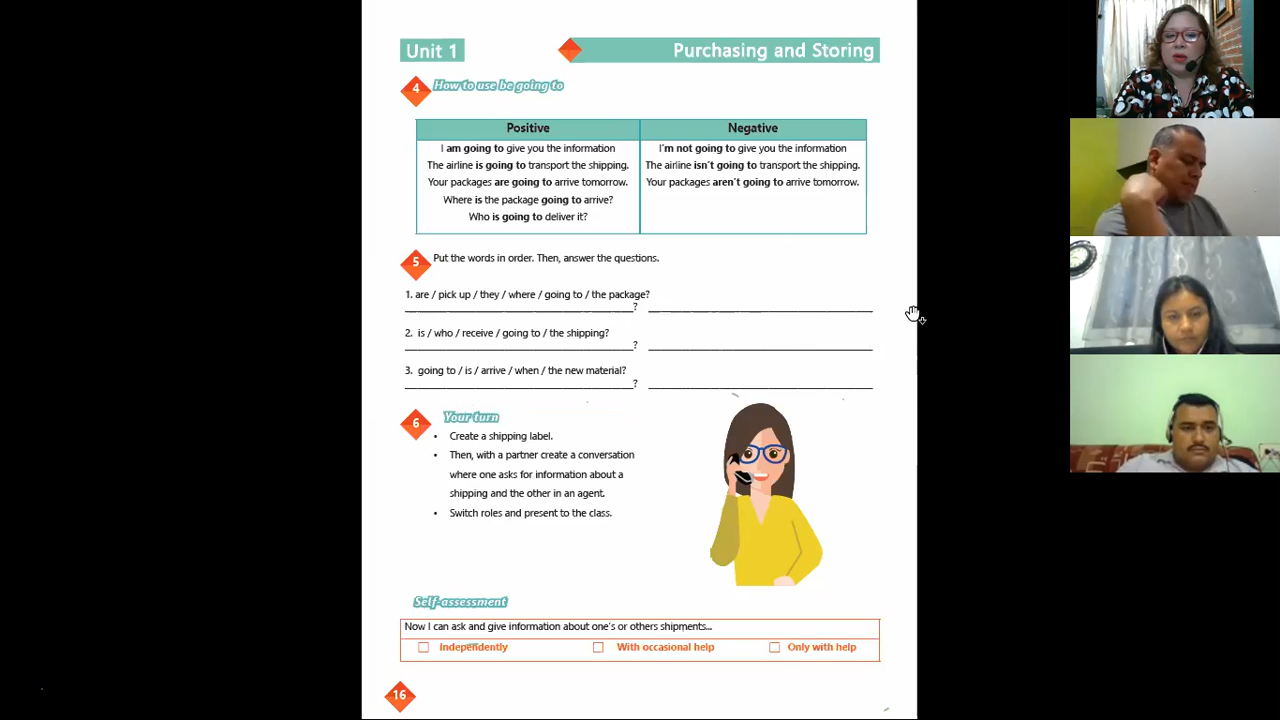 Unit 1
Purchasing and Storing
4
How to use be going to
Positive
Negative
I am going to give you the information
I'm not going to give you the information
The airline is going to transport the shipping.
The airline isn't going to transport the shipping.
Your packages are going to arrive tomorrow.
Your packages aren't going to arrive tomorrow.
Where is the package going to arrive?
Who is going to deliver it?
5
Put the words in order. Then, answer the questions.
1. are / pick up / they / where / going to / the package?
?
2. is / who / receive / going to / the shipping?
?
3. going to / is / arrive / when / the new material?
?
6
Your turn
• Create a shipping label.
• Then, with a partner create a conversation
where one asks for information about a
shipping and the other in an agent.
• Switch roles and present to the class.
Self-assessment
Now I can ask and give information about one's or others shipments...
Independently
With occasional help
Only with help
16